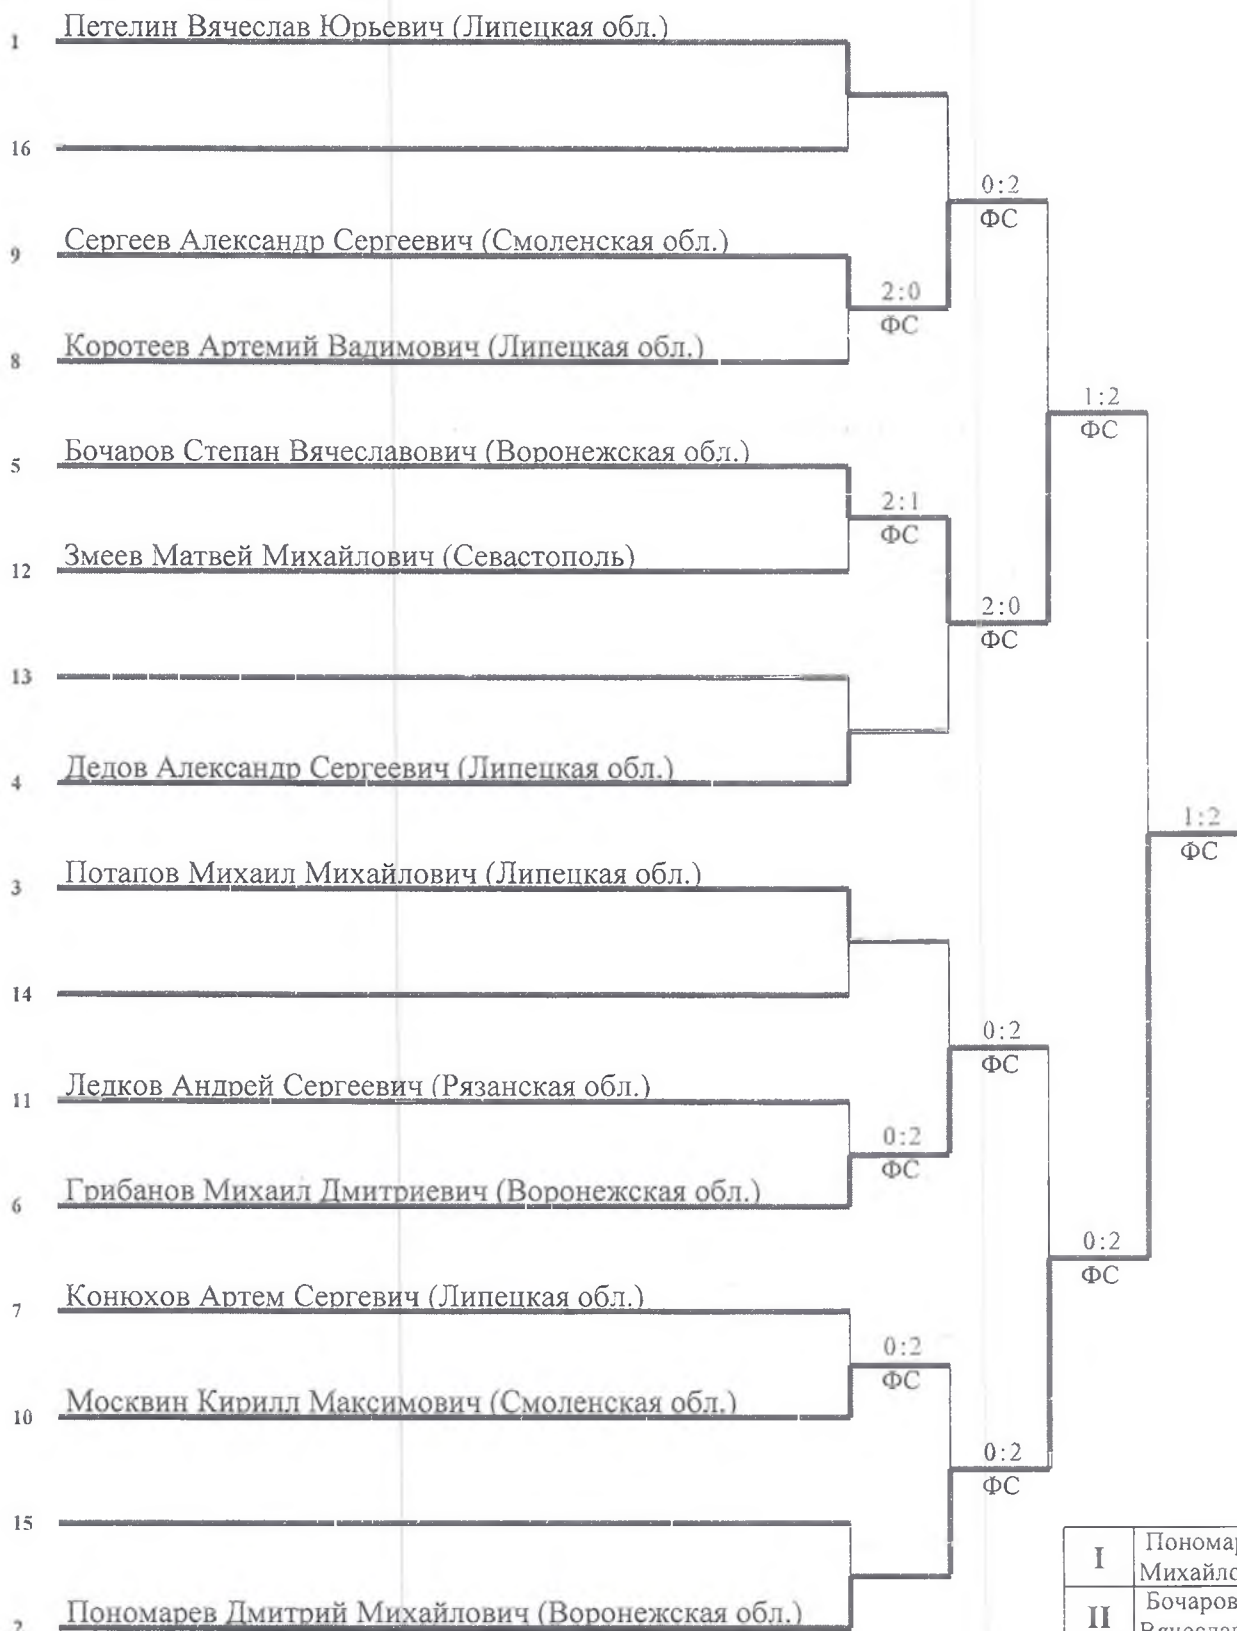 1 Петелин Вячеслав Юрьевич (Липецкая обл.)
16
0:2
ФС
9 Сергеев Александр Сергеевич (Смоленская обл.)
2:0
ФС
8 Коротеев Артемий Вадимович (Липецкая обл.)
1:2
ФС
5 Бочаров Степан Вячеславович (Воронежская обл.)
2:1
ФС
12 Змеев Матвей Михайлович (Севастополь)
2:0
ФС
13
4 Дедов Александр Сергеевич (Липецкая обл.)
1:2
ФС
3 Потапов Михаил Михайлович (Липецкая обл.)
14
0:2
ФС
11 Ледков Андрей Сергеевич (Рязанская обл.)
0:2
ФС
6 Грибанов Михаил Дмитриевич (Воронежская обл.)
0:2
ФС
7 Конюхов Артем Сергевич (Липецкая обл.)
0:2
ФС
10 Москвин Кирилл Максимович (Смоленская обл.)
0:2
ФС
15
I Пономар
Михайло
II Бочаров
2 Пономарев Дмитрий Михайлович (Воронежская обл.)